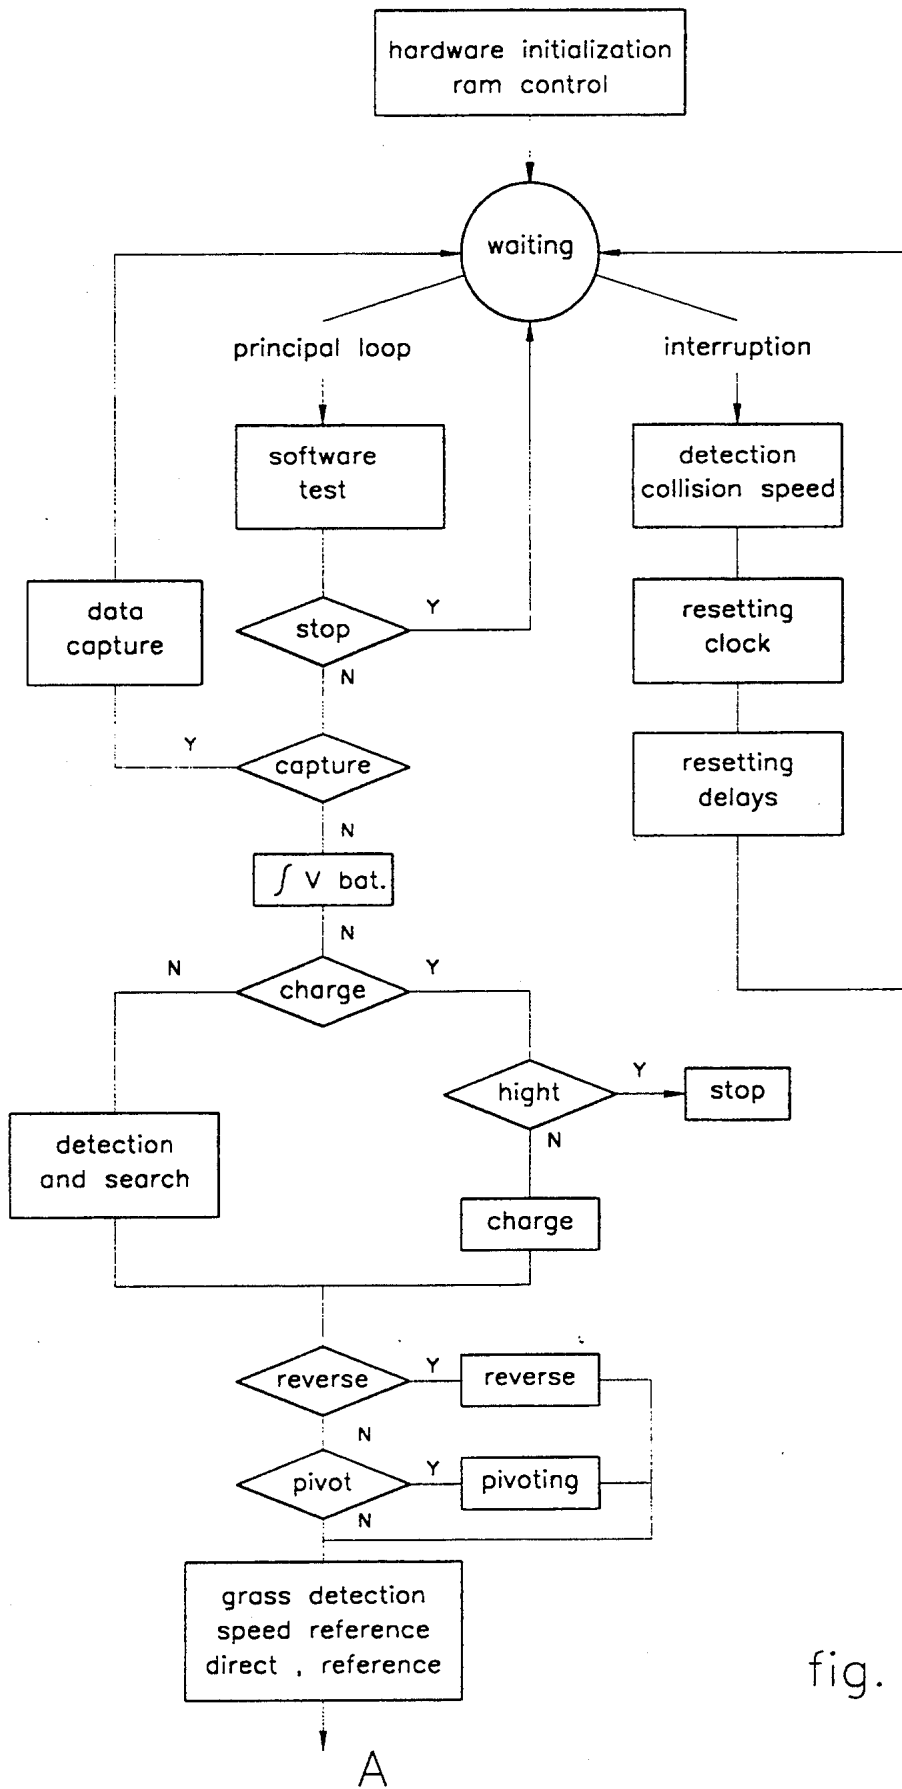 hardware initialization
ram control
waiting
principal loop
interruption
software
test
detection
collision speed
data
capture
stop
Y
N
resetting
clock
Y
capture
N
resetting
delays
∫ V bat.
N
N
charge
Y
hight
Y
stop
N
detection
and search
charge
reverse
Y
reverse
N
pivot
Y
pivoting
N
grass detection
speed reference
direct , reference
fig.
A